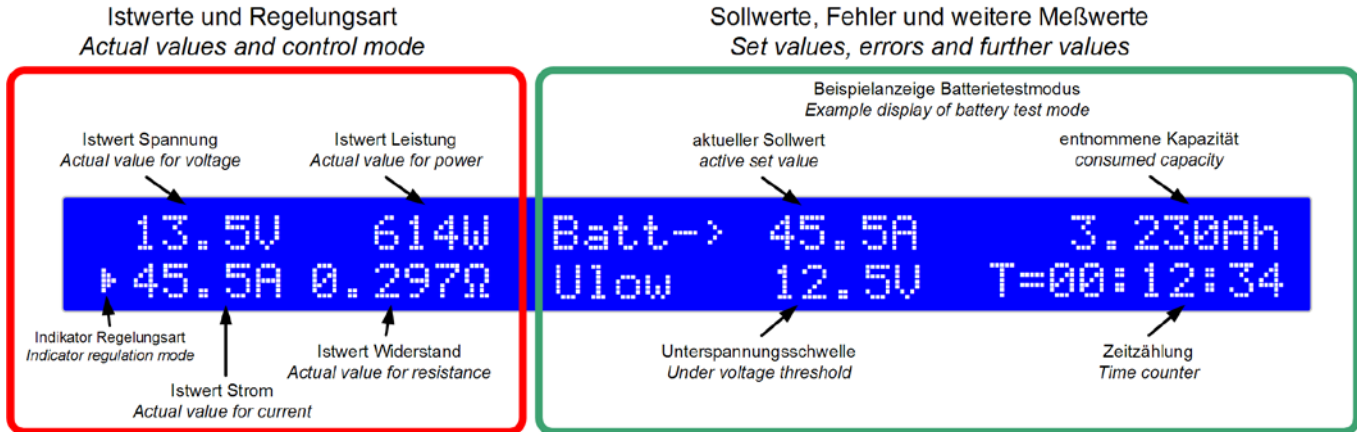 Istwerte und Regelungsart
Actual values and control mode
Sollwerte, Fehler und weitere Meßwerte
Set values, errors and further values
Beispielanzeige Batterietestmodus
Example display of battery test mode
Istwert Spannung
Actual value for voltage
Istwert Leistung
Actual value for power
aktueller Sollwert
active set value
entnommene Kapazität
consumed capacity
13.5V 614W Batt-> 45.5A 3.230Ah
45.5A 0.297Ω Ulow 12.5V T=00:12:34
Indikator Regelungsart
Indicator regulation mode
Istwert Strom
Actual value for current
Istwert Widerstand
Actual value for resistance
Unterspannungsschwelle
Under voltage threshold
Zeitzählung
Time counter